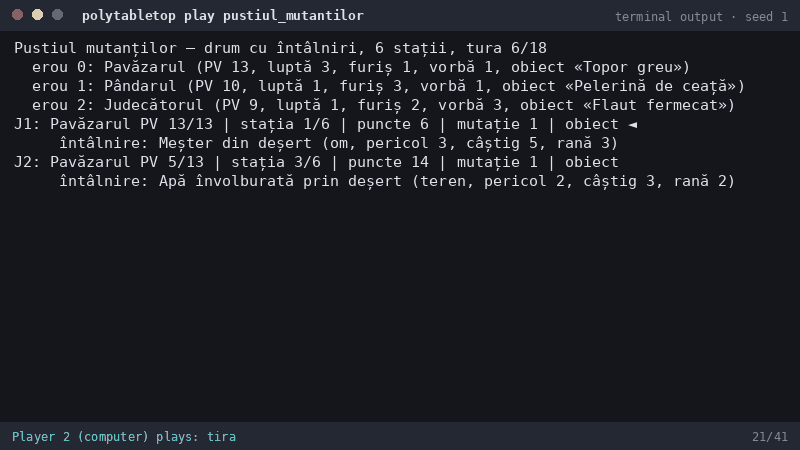 polytabletop play pustiul_mutantilor
terminal output · seed 1
Pustiul mutanților — drum cu întâlniri, 6 stații, tura 6/18
erou 0: Pavăzarul (PV 13, luptă 3, furiș 1, vorbă 1, obiect «Topor greu»)
erou 1: Pândarul (PV 10, luptă 1, furiș 3, vorbă 1, obiect «Pelerină de ceață»)
erou 2: Judecătorul (PV 9, luptă 1, furiș 2, vorbă 3, obiect «Flaut fermecat»)
J1: Pavăzarul PV 13/13 | stația 1/6 | puncte 6 | mutație 1 | obiect ◄
întâlnire: Meșter din deșert (om, pericol 3, câștig 5, rană 3)
J2: Pavăzarul PV 5/13 | stația 3/6 | puncte 14 | mutație 1 | obiect
întâlnire: Apă învolburată prin deșert (teren, pericol 2, câștig 3, rană 2)
Player 2 (computer) plays: tira
21/41